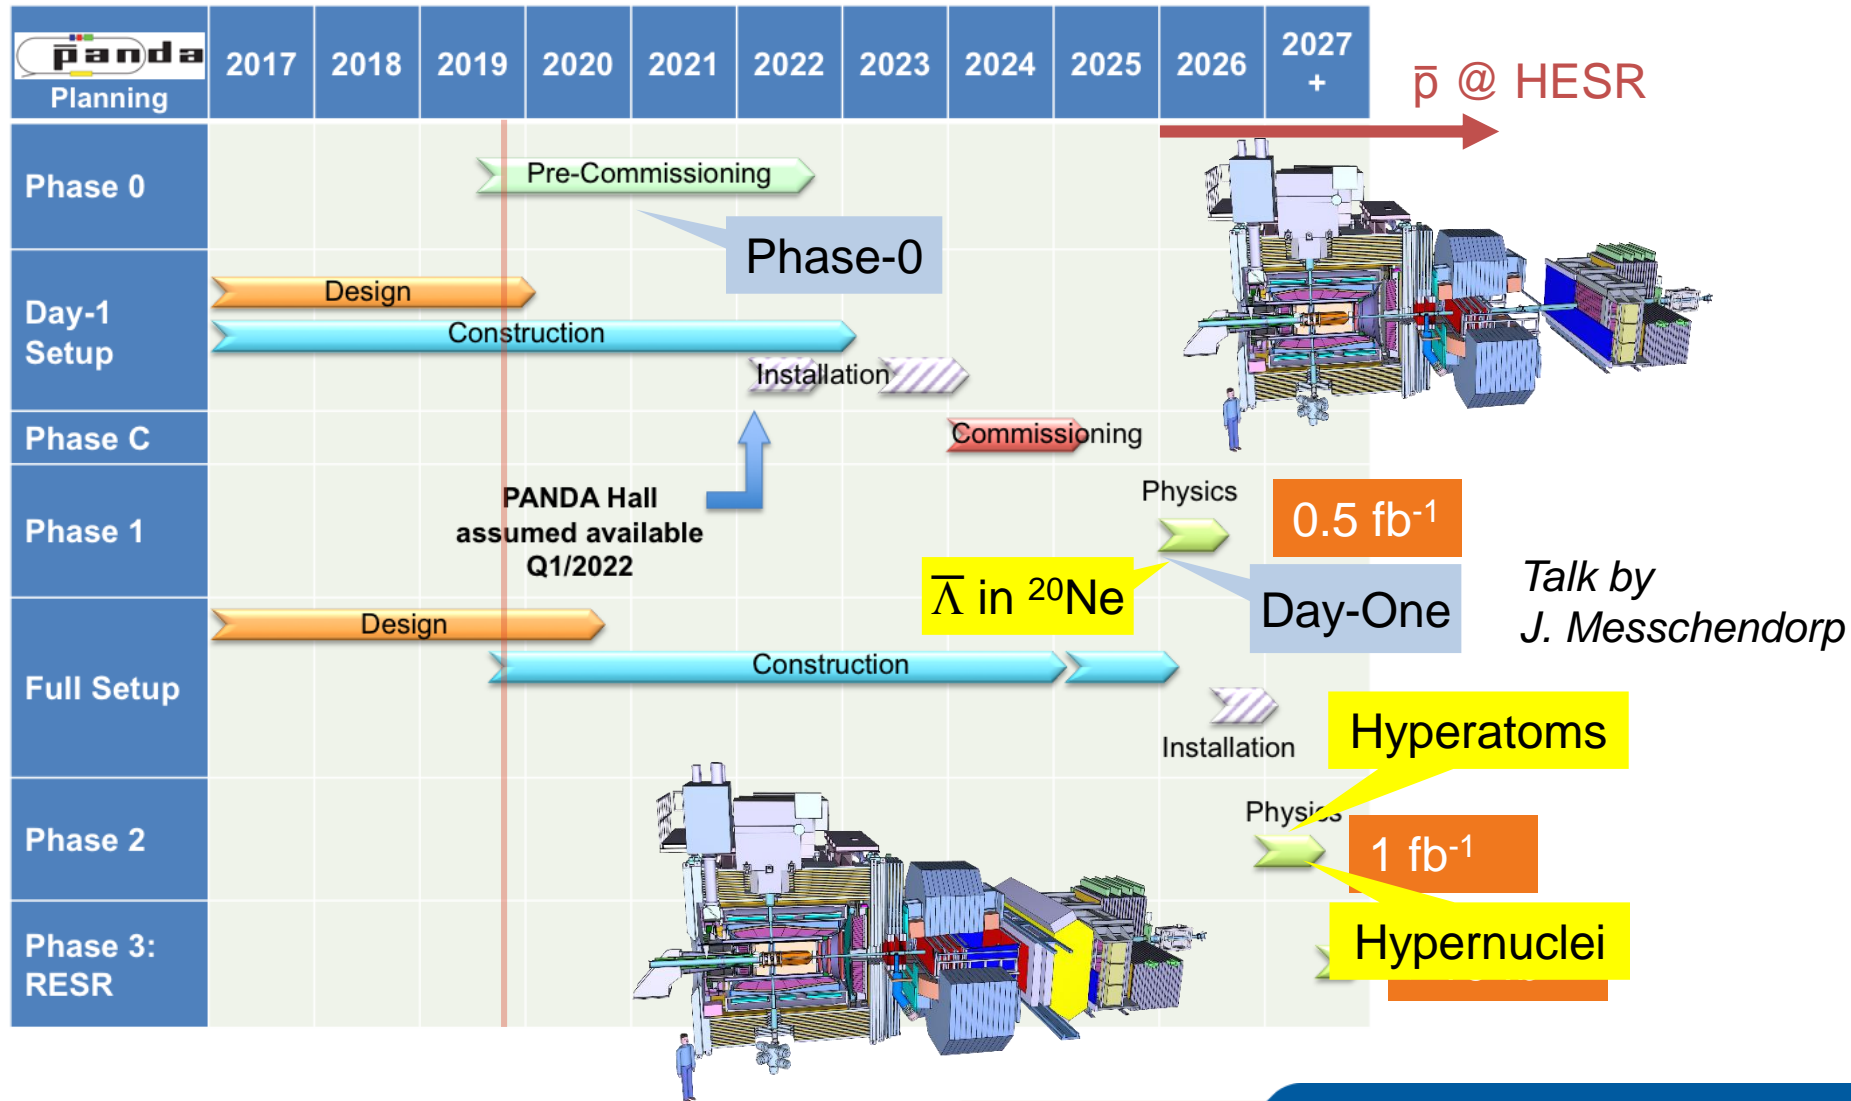 p̅anda
Planning
2017 2018 2019 2020 2021 2022 2023 2024 2025 2026 2027
+
p̅ @ HESR
Phase 0
Pre-Commissioning
Phase-0
Day-1
Setup
Design
Construction
Installation
Phase C
Commissioning
Phase 1
PANDA Hall
assumed available
Q1/2022
Physics
0.5 fb⁻¹
Λ̅ in ²⁰Ne
Day-One
Talk by
J. Messchendorp
Full Setup
Design
Construction
Installation
Hyperatoms
Phase 2
Physics
1 fb⁻¹
Hypernuclei
Phase 3:
RESR